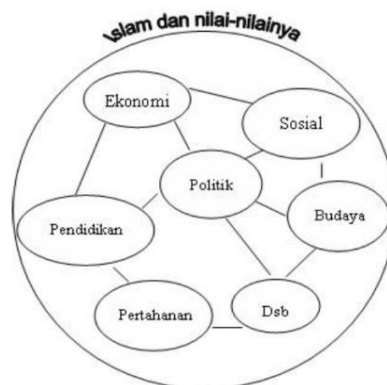 Islam dan nilai-nilainya
Ekonomi
Sosial
Politik
Budaya
Pendidikan
Pertahanan
Dsb